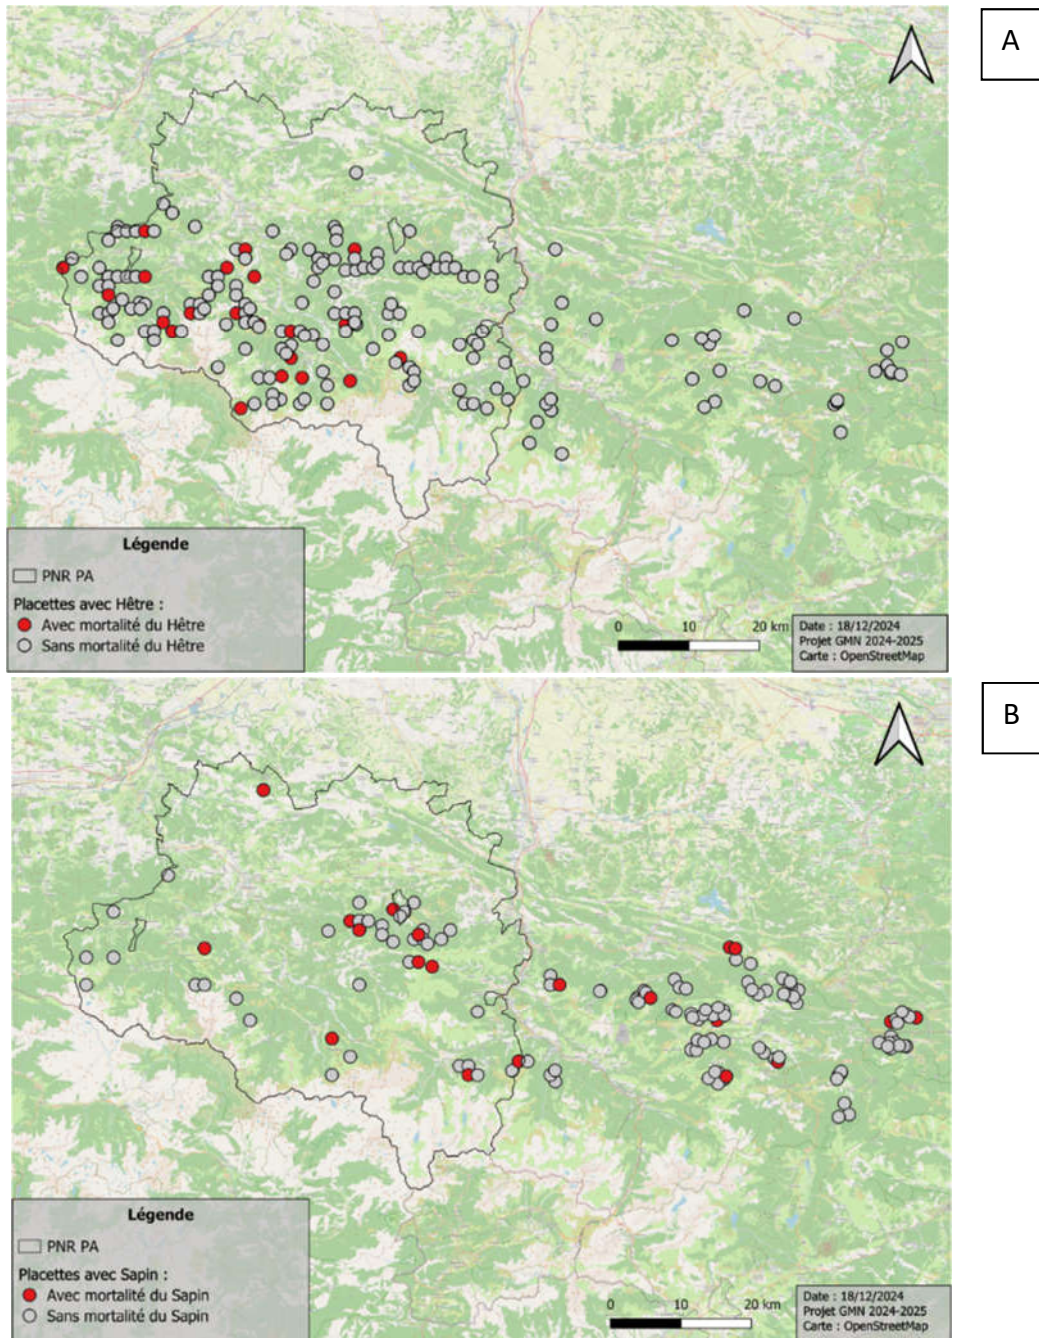 A
Légende
PNR PA
Placettes avec Hêtre :
Avec mortalité du Hêtre
Sans mortalité du Hêtre
0 10 20 km
Date : 18/12/2024
Projet GMN 2024-2025
Carte : OpenStreetMap
B
Légende
PNR PA
Placettes avec Sapin :
Avec mortalité du Sapin
Sans mortalité du Sapin
0 10 20 km
Date : 18/12/2024
Projet GMN 2024-2025
Carte : OpenStreetMap